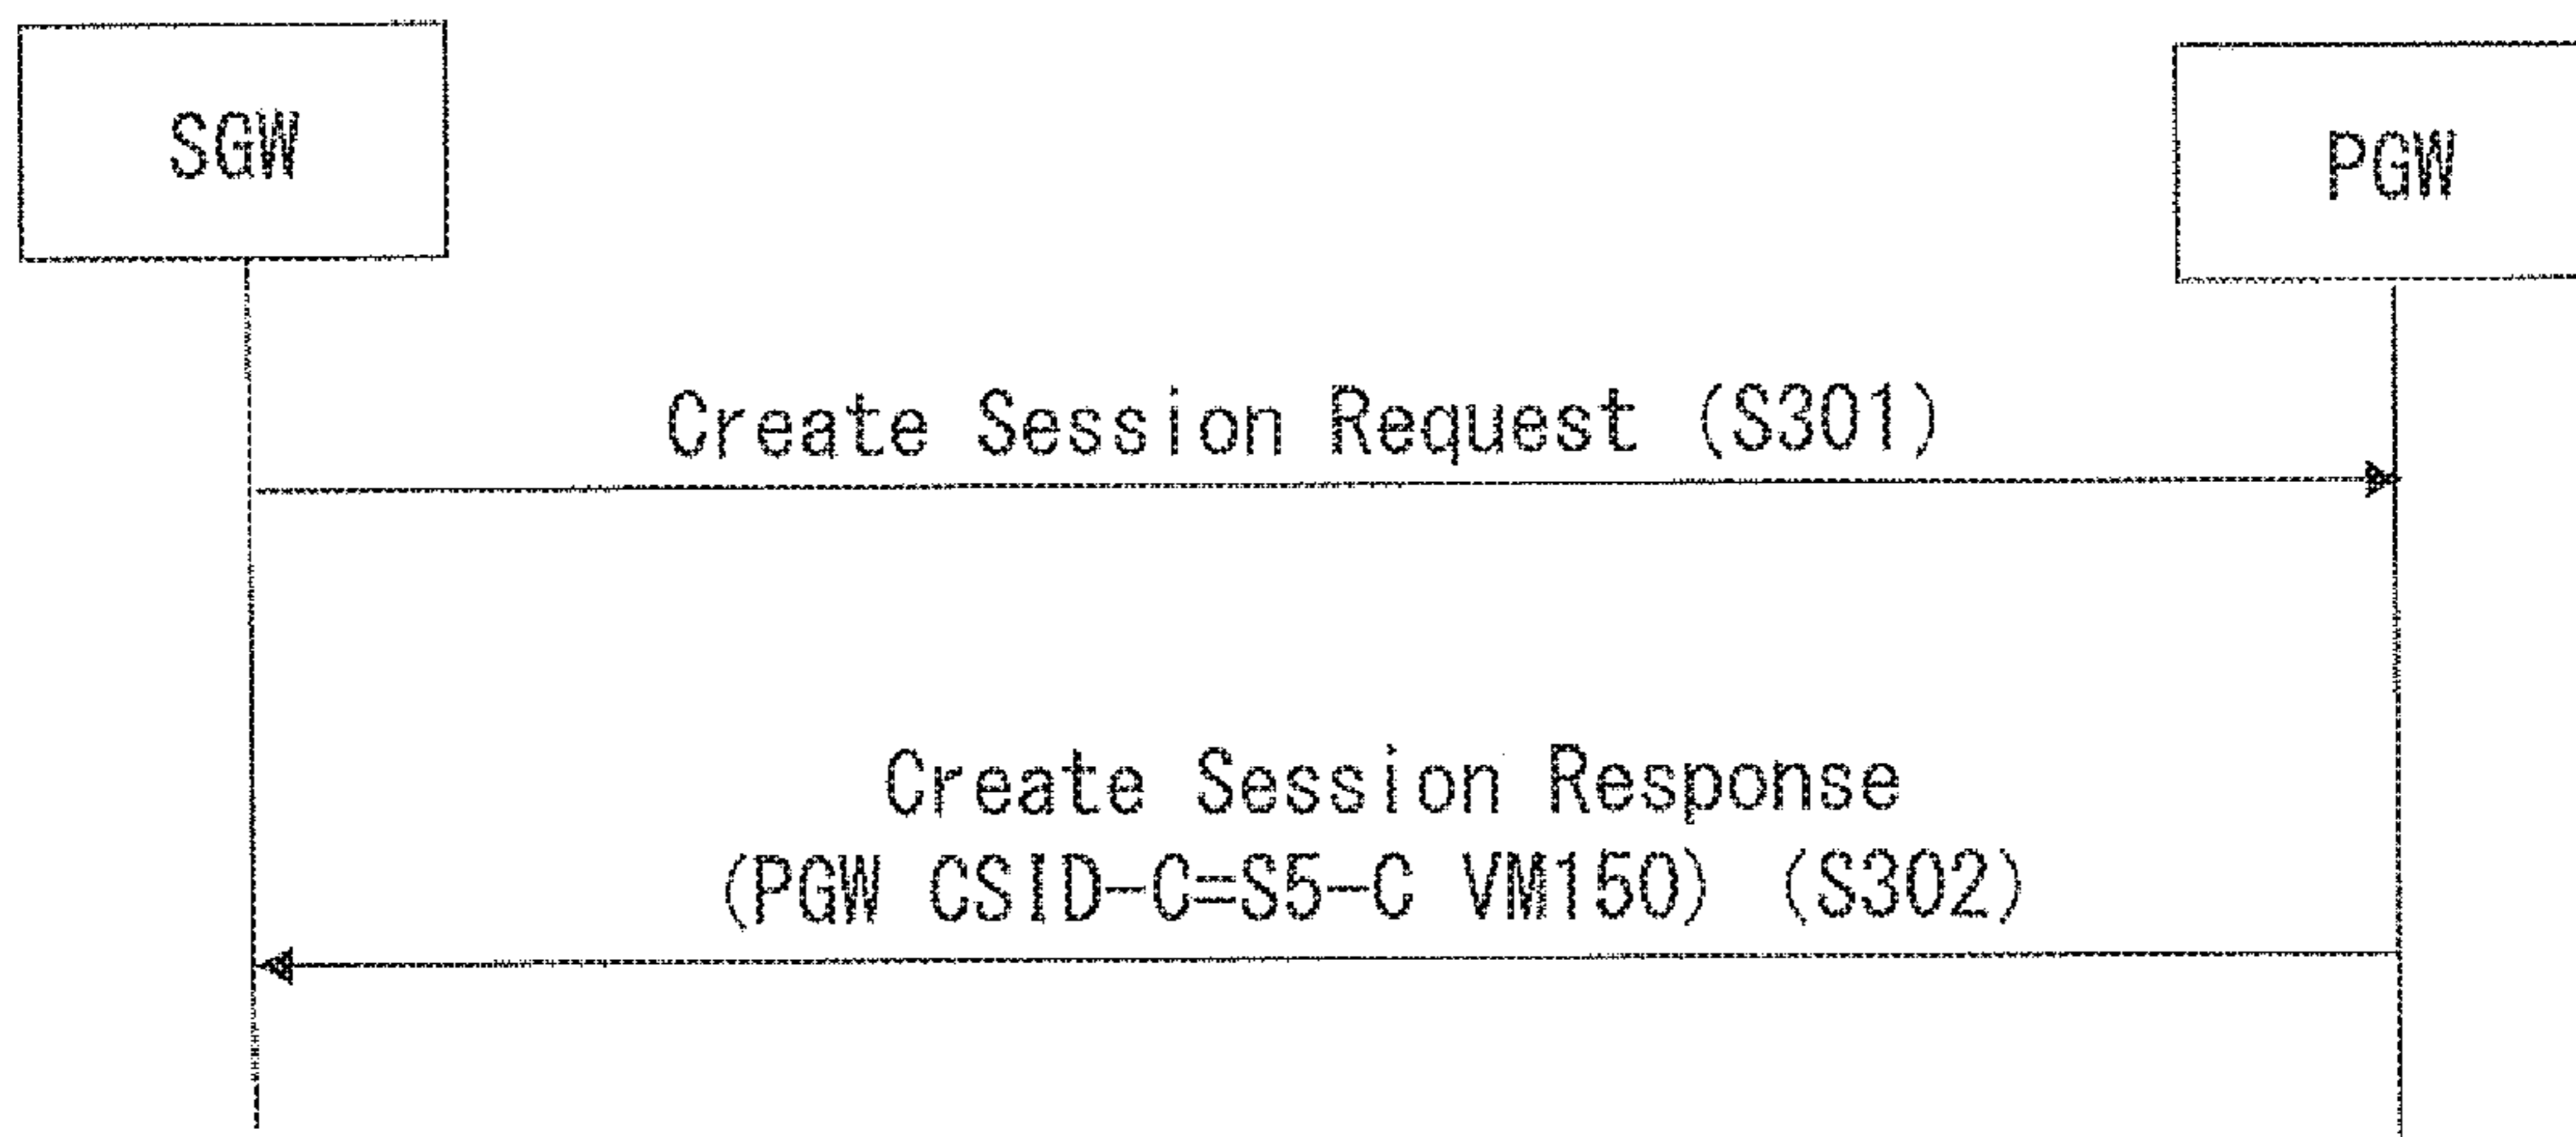 SGW
PGW
Create Session Request (S301)
Create Session Response
(PGW CSID-C=S5-C VM150) (S302)